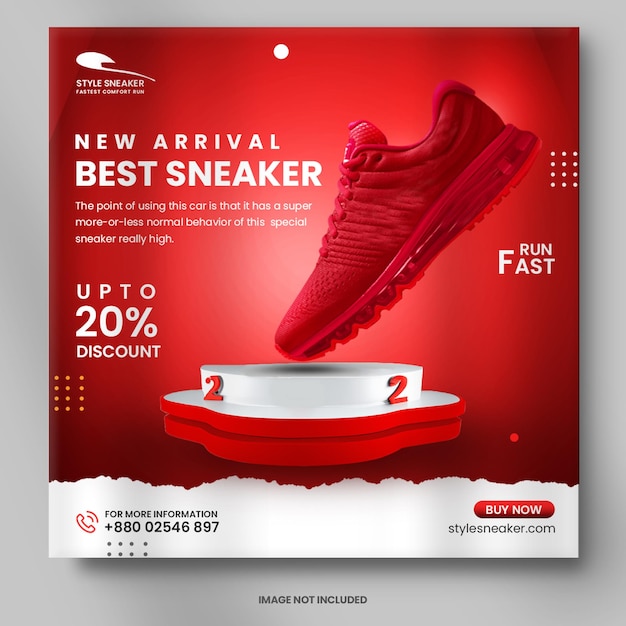 STYLE SNEAKER
FASTEST COMFORT RUN
NEW ARRIVAL
BEST SNEAKER
The point of using this car is that it has a super
more-or-less normal behavior of this special
sneaker really high.
RUN
FAST
UPTO
20%
DISCOUNT
2
2
FOR MORE INFORMATION
+880 02546 897
BUY NOW
stylesneaker.com
IMAGE NOT INCLUDED